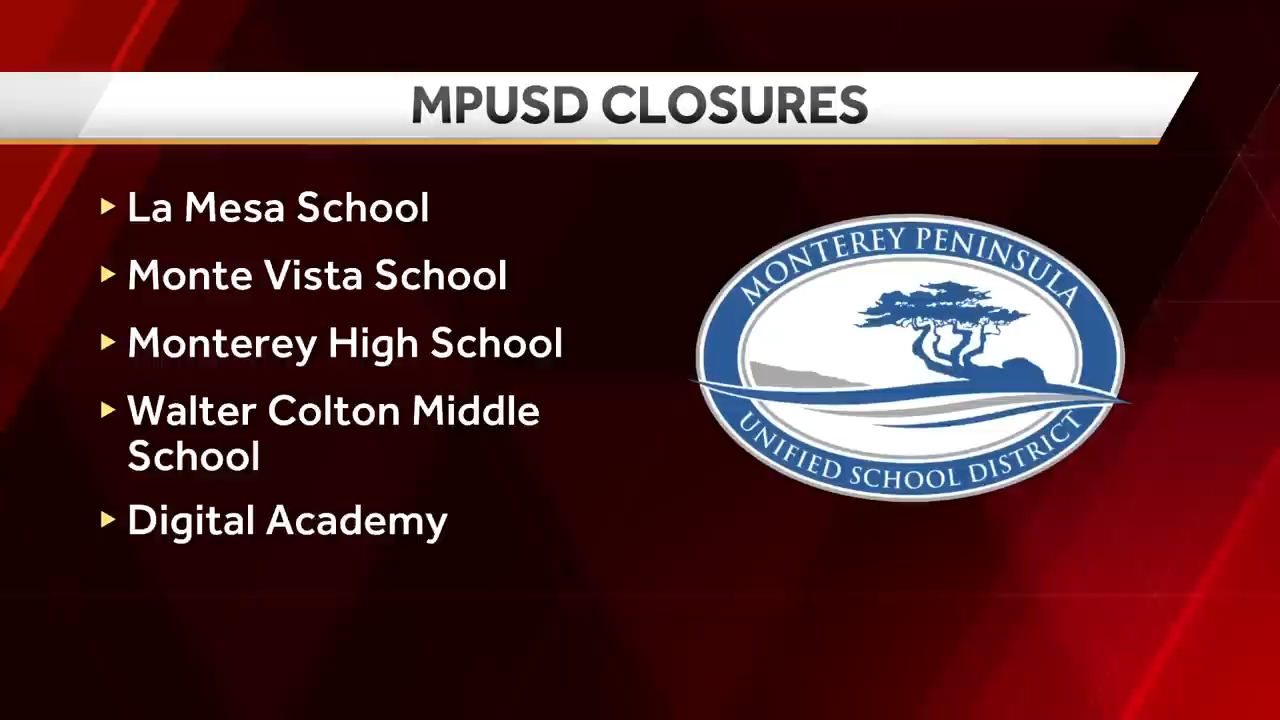 MPUSD CLOSURES
La Mesa School
Monte Vista School
Monterey High School
Walter Colton Middle
School
Digital Academy
MONTEREY PENINSULA
UNIFIED SCHOOL DISTRICT